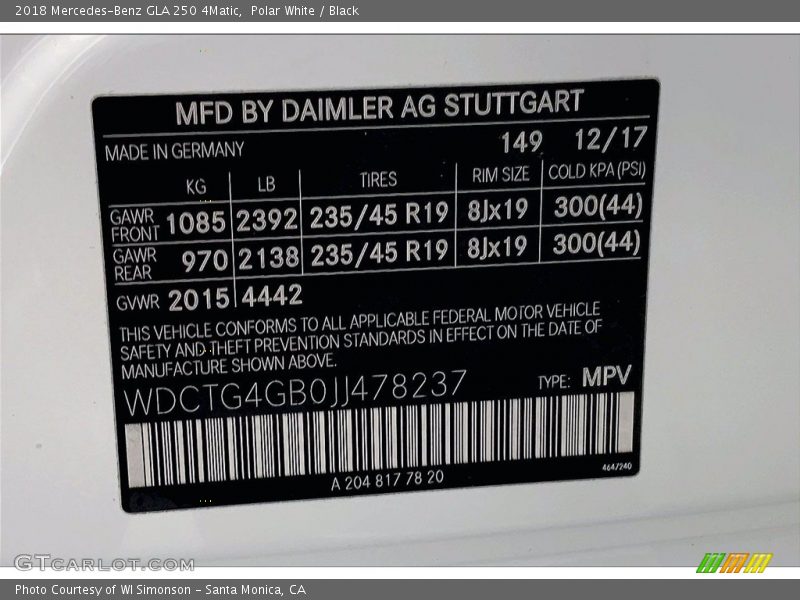 2018 Mercedes-Benz GLA 250 4Matic, Polar White / Black
MFD BY DAIMLER AG STUTTGART
MADE IN GERMANY 149 12/17
KG LB TIRES RIM SIZE COLD KPA (PSI)
GAWR FRONT 1085 2392 235/45 R19 8Jx19 300(44)
GAWR REAR 970 2138 235/45 R19 8Jx19 300(44)
GVWR 2015 4442
THIS VEHICLE CONFORMS TO ALL APPLICABLE FEDERAL MOTOR VEHICLE
SAFETY AND THEFT PREVENTION STANDARDS IN EFFECT ON THE DATE OF
MANUFACTURE SHOWN ABOVE.
WDCTG4GB0JJ478237 TYPE: MPV
A 204 817 78 20 464/240
GTCARLOT.COM
Photo Courtesy of WI Simonson - Santa Monica, CA